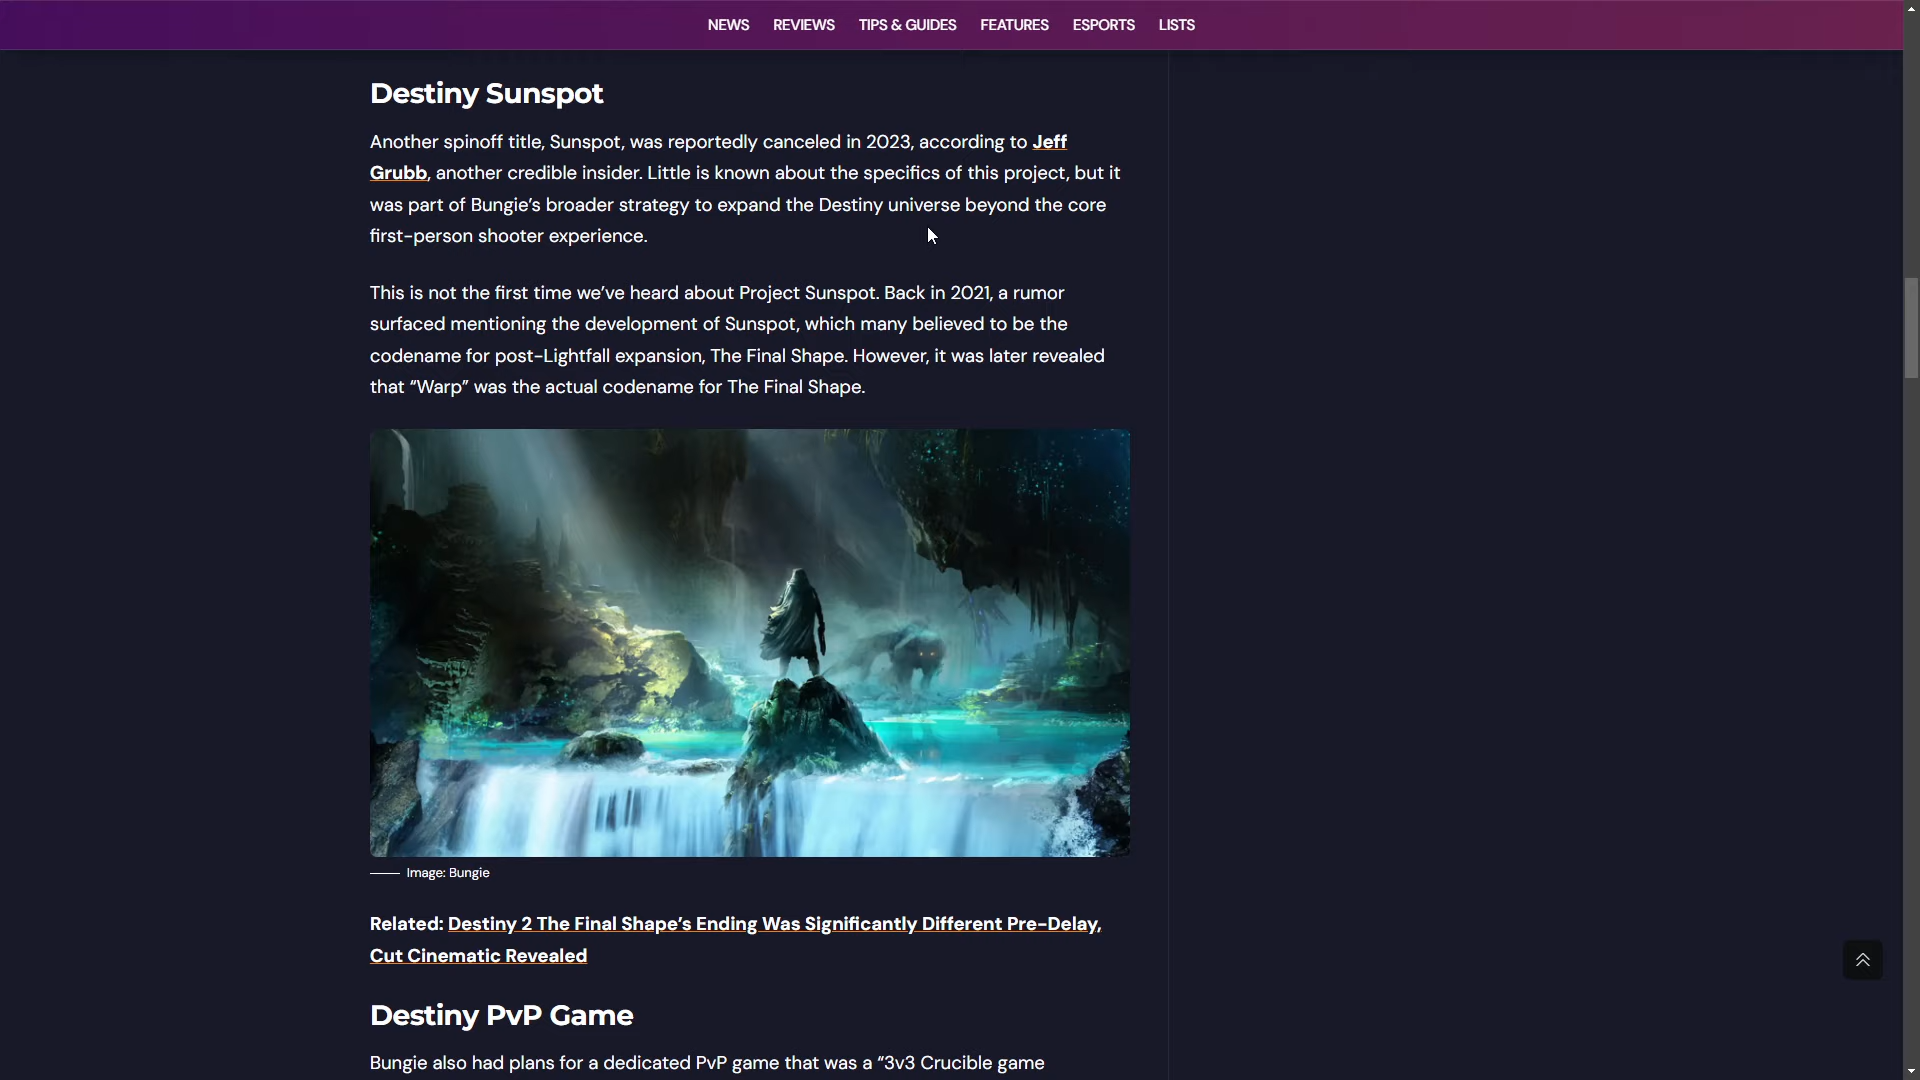 NEWS REVIEWS TIPS & GUIDES FEATURES ESPORTS LISTS
Destiny Sunspot
Another spinoff title, Sunspot, was reportedly canceled in 2023, according to Jeff
Grubb, another credible insider. Little is known about the specifics of this project, but it
was part of Bungie’s broader strategy to expand the Destiny universe beyond the core
first-person shooter experience.
This is not the first time we’ve heard about Project Sunspot. Back in 2021, a rumor
surfaced mentioning the development of Sunspot, which many believed to be the
codename for post-Lightfall expansion, The Final Shape. However, it was later revealed
that “Warp” was the actual codename for The Final Shape.
Image: Bungie
Related: Destiny 2 The Final Shape’s Ending Was Significantly Different Pre-Delay,
Cut Cinematic Revealed
Destiny PvP Game
Bungie also had plans for a dedicated PvP game that was a “3v3 Crucible game